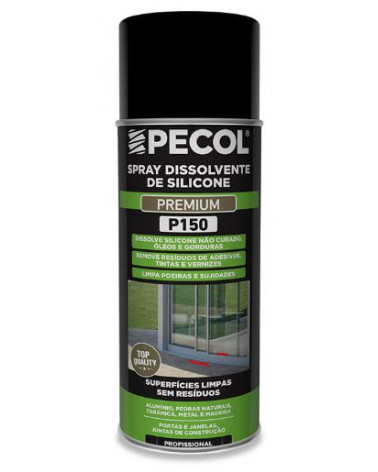 PECOL®
SPRAY DISSOLVENTE
DE SILICONE
PREMIUM
P150
DISSOLVE SILICONE NÃO CURADO,
ÓLEOS E GORDURAS
REMOVE RESÍDUOS DE ADESIVOS,
TINTAS E VERNIZES
LIMPA POEIRAS E SUJIDADES
TOP
QUALITY
SUPERFÍCIES LIMPAS
SEM RESÍDUOS
ALUMÍNIO, PEDRAS NATURAIS,
CERÂMICA, METAL E MADEIRA
PORTAS E JANELAS,
JUNTAS DE CONSTRUÇÃO
PROFISSIONAL